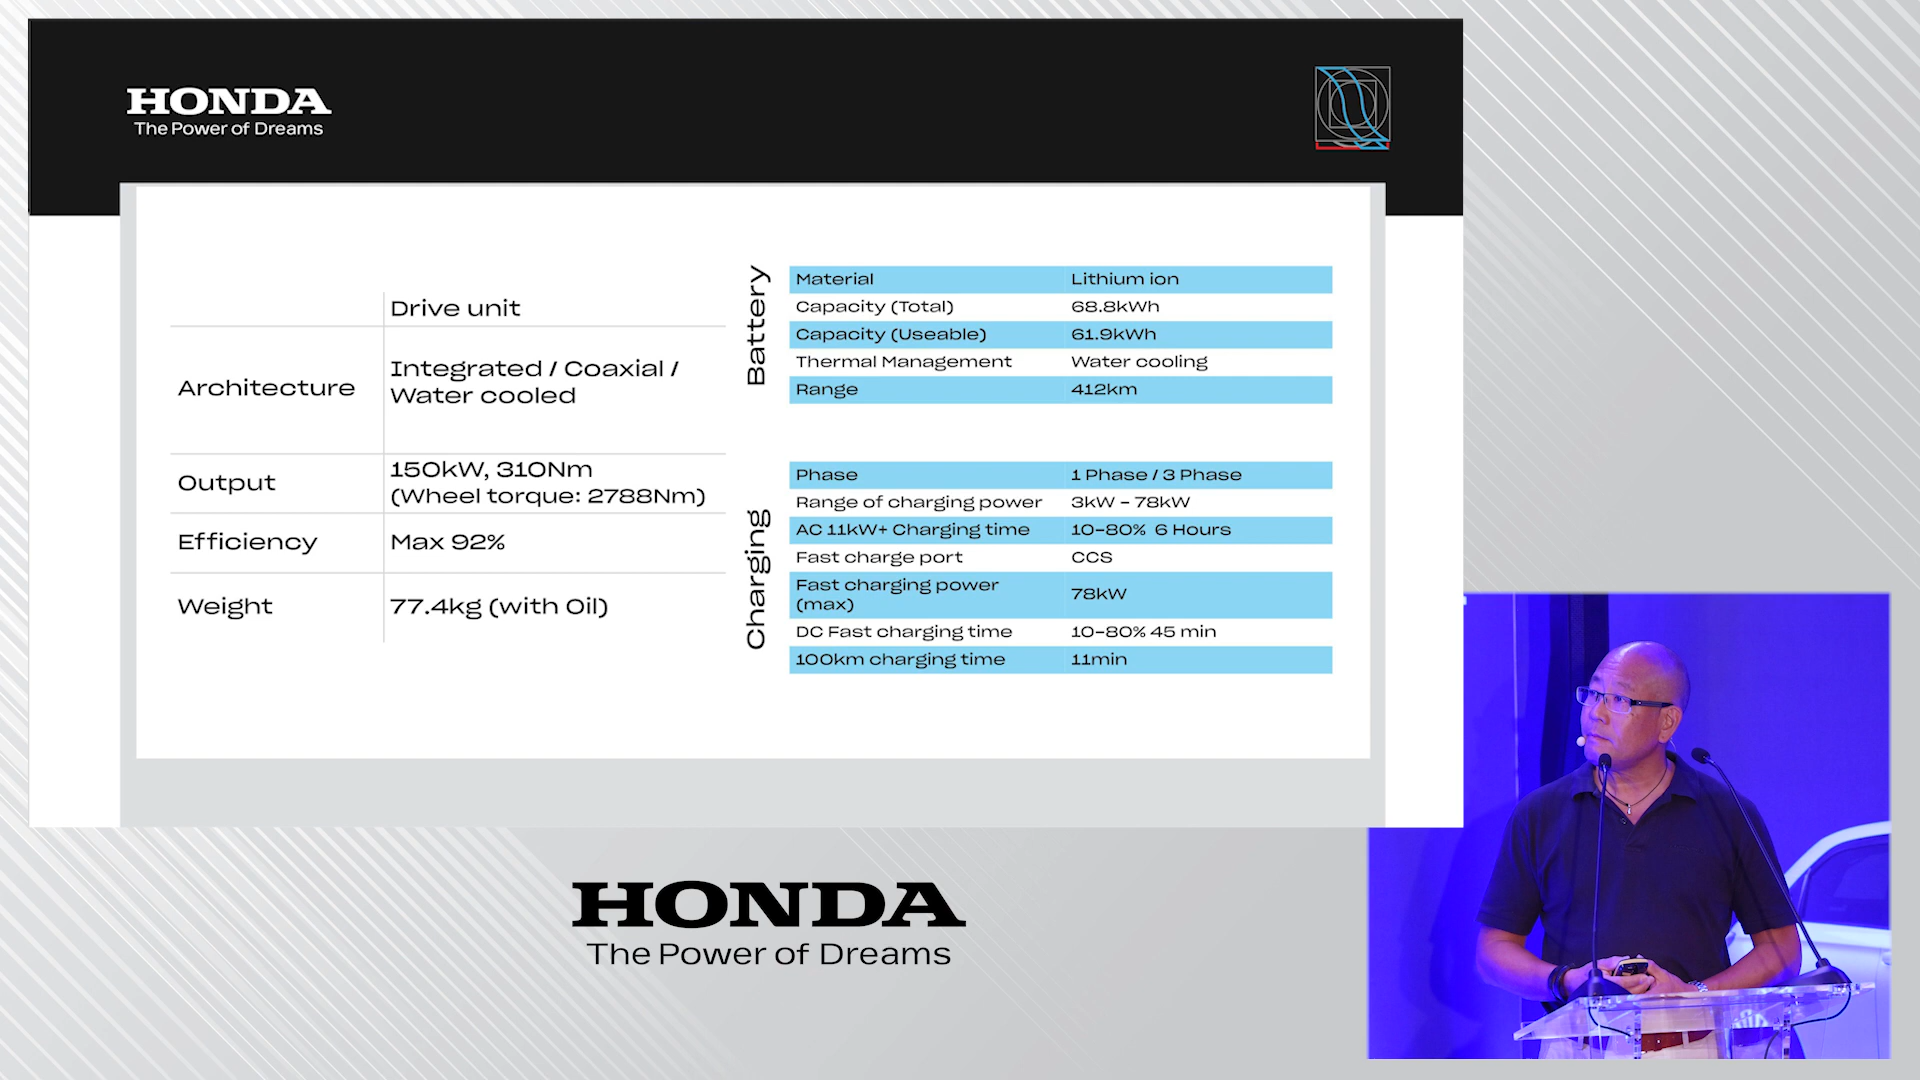 HONDA
The Power of Dreams
Drive unit
Architecture
Integrated / Coaxial /
Water cooled
Output
150kW, 310Nm
(Wheel torque: 2788Nm)
Efficiency
Max 92%
Weight
77.4kg (with Oil)
Battery
Material Lithium ion
Capacity (Total) 68.8kWh
Capacity (Useable) 61.9kWh
Thermal Management Water cooling
Range 412km
Charging
Phase 1 Phase / 3 Phase
Range of charging power 3kW - 78kW
AC 11kW+ Charging time 10-80% 6 Hours
Fast charge port CCS
Fast charging power
(max)
78kW
DC Fast charging time 10-80% 45 min
100km charging time 11min
HONDA
The Power of Dreams